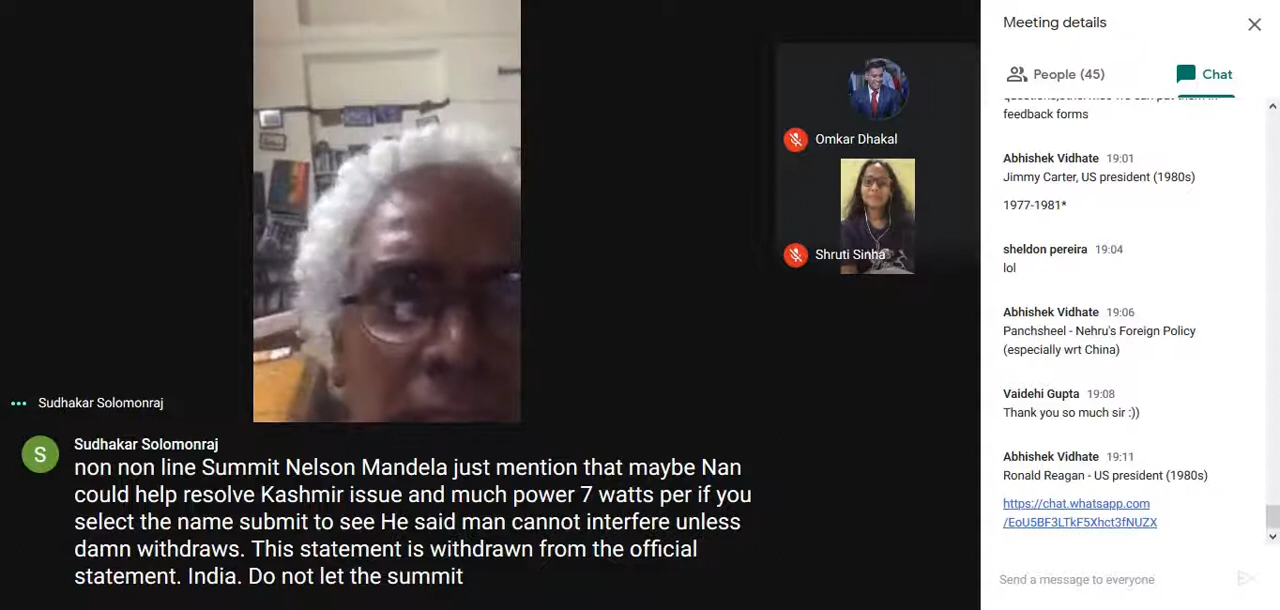 Meeting details
People (45)
Chat
feedback forms
Abhishek Vidhate 19:01
Jimmy Carter, US president (1980s)
1977-1981*
sheldon pereira 19:04
lol
Abhishek Vidhate 19:06
Panchsheel - Nehru's Foreign Policy
(especially wrt China)
Vaidehi Gupta 19:08
Thank you so much sir :))
Abhishek Vidhate 19:11
Ronald Reagan - US president (1980s)
https://chat.whatsapp.com
/EoU5BF3LTkF5Xhct3fNUZX
Send a message to everyone
Omkar Dhakal
Shruti Sinha
Sudhakar Solomonraj
S
Sudhakar Solomonraj
non non line Summit Nelson Mandela just mention that maybe Nan
could help resolve Kashmir issue and much power 7 watts per if you
select the name submit to see He said man cannot interfere unless
damn withdraws. This statement is withdrawn from the official
statement. India. Do not let the summit